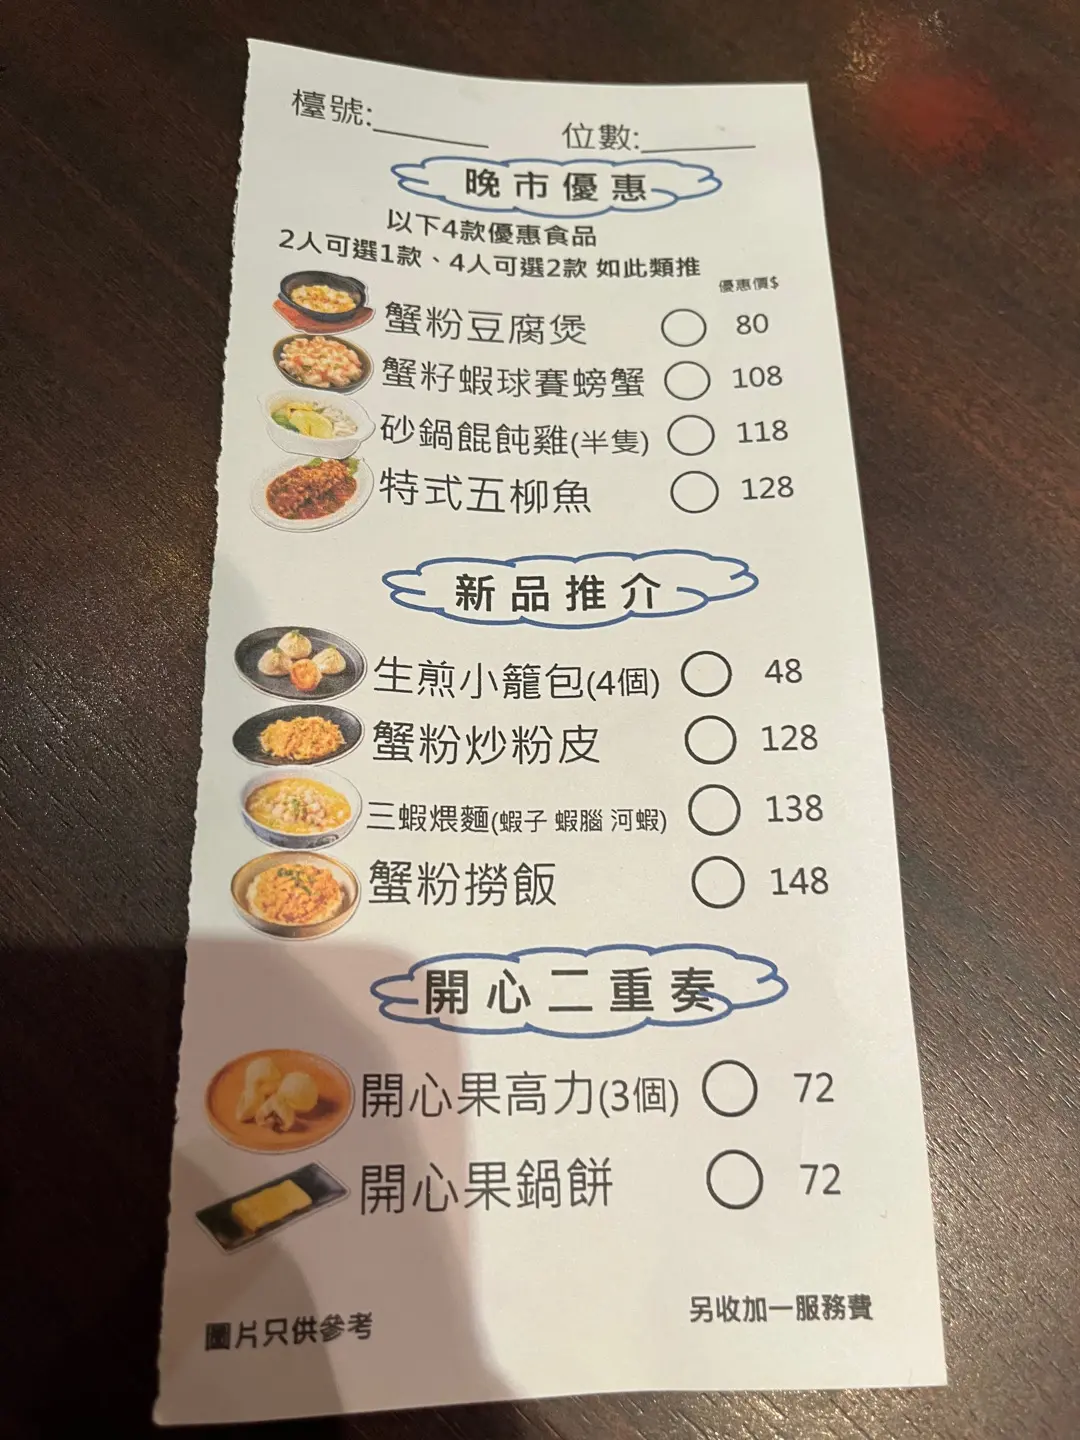 檯號:________ 位數:________
晚市優惠
以下4款優惠食品
2人可選1款、4人可選2款 如此類推
優惠價$
蟹粉豆腐煲 80
蟹籽蝦球賽螃蟹 108
砂鍋餛飩雞(半隻) 118
特式五柳魚 128
新品推介
生煎小籠包(4個) 48
蟹粉炒粉皮 128
三蝦煨麵(蝦子 蝦腦 河蝦) 138
蟹粉撈飯 148
開心二重奏
開心果高力(3個) 72
開心果鍋餅 72
圖片只供參考
另收加一服務費